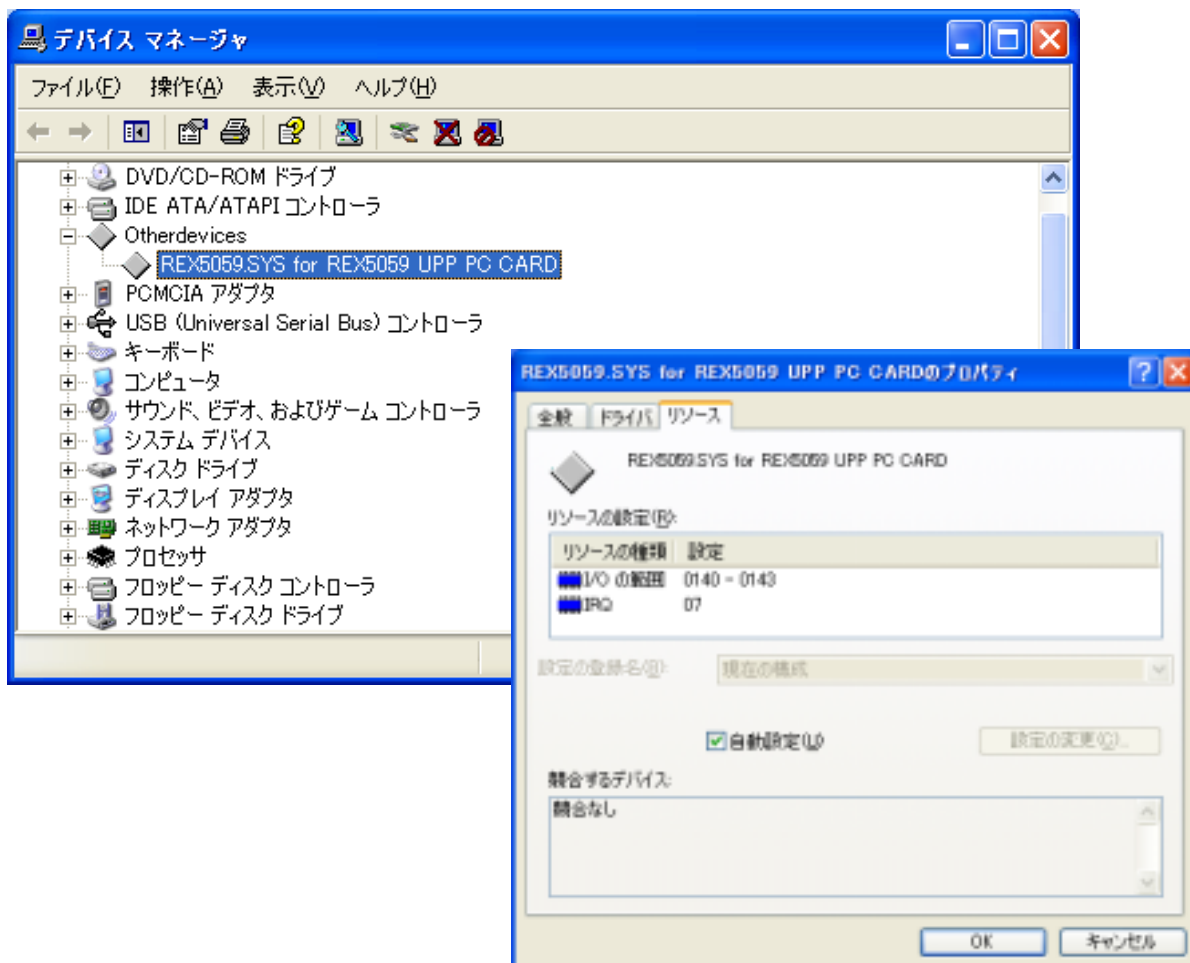 デバイス マネージャ
ファイル(F) 操作(A) 表示(V) ヘルプ(H)
DVD/CD-ROM ドライブ
IDE ATA/ATAPI コントローラ
Otherdevices
REX5059.SYS for REX5059 UPP PC CARD
PCMCIA アダプタ
USB (Universal Serial Bus) コントローラ
キーボード
コンピュータ
サウンド、ビデオ、およびゲーム コントローラ
システム デバイス
ディスク ドライブ
ディスプレイ アダプタ
ネットワーク アダプタ
プロセッサ
フロッピー ディスク コントローラ
フロッピー ディスク ドライブ
REX5059.SYS for REX5059 UPP PC CARDのプロパティ
全般 ドライバ リソース
REX5059.SYS for REX5059 UPP PC CARD
リソースの設定(R):
リソースの種類 設定
I/O の範囲 0140 - 0143
IRQ 07
設定の登録名(B): 現在の構成
自動設定(U) 設定の変更(C)...
競合するデバイス:
競合なし
OK キャンセル